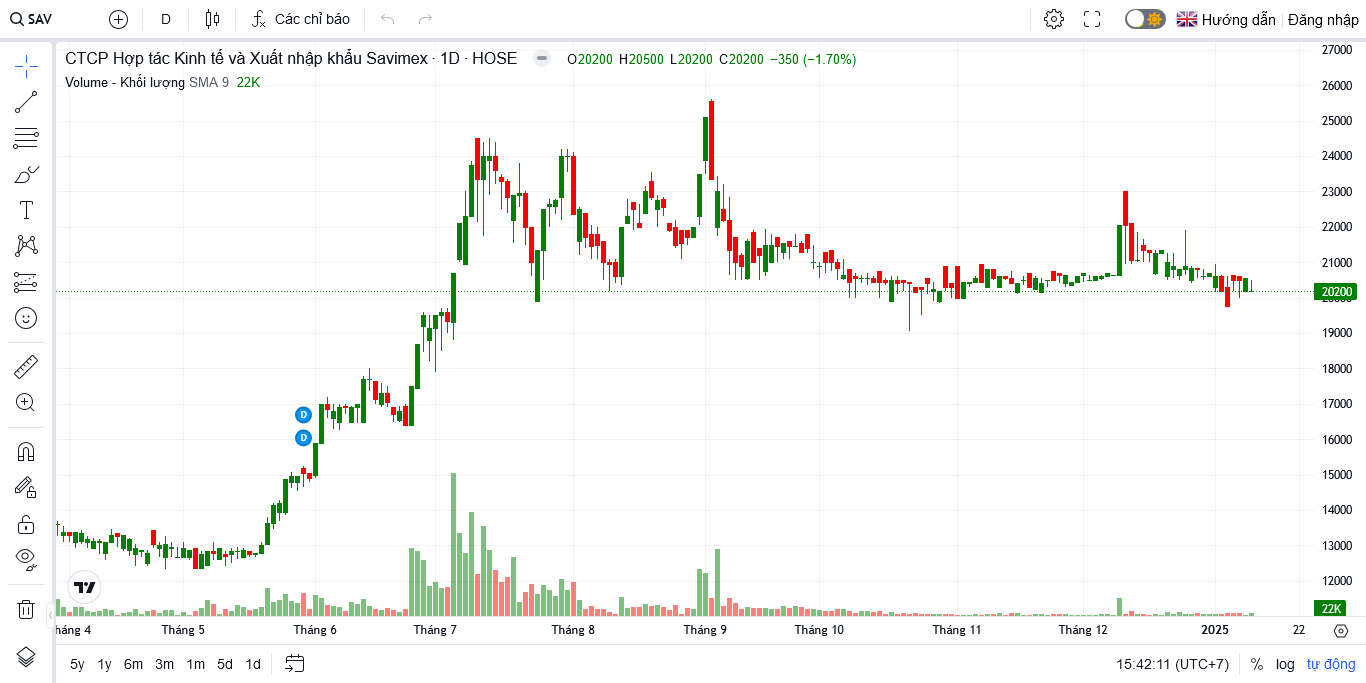 SAV D Các chỉ báo Hướng dẫn Đăng nhập
CTCP Hợp tác Kinh tế và Xuất nhập khẩu Savimex · 1D · HOSE O20200 H20500 L20200 C20200 −350 (−1.70%)
Volume - Khối lượng SMA 9 22K
27000
26000
25000
24000
23000
22000
21000
20200
19000
18000
17000
16000
15000
14000
13000
12000
22K
D
D
háng 4 Tháng 5 Tháng 6 Tháng 7 Tháng 8 Tháng 9 Tháng 10 Tháng 11 Tháng 12 2025 22
5y 1y 6m 3m 1m 5d 1d 15:42:11 (UTC+7) % log tự động